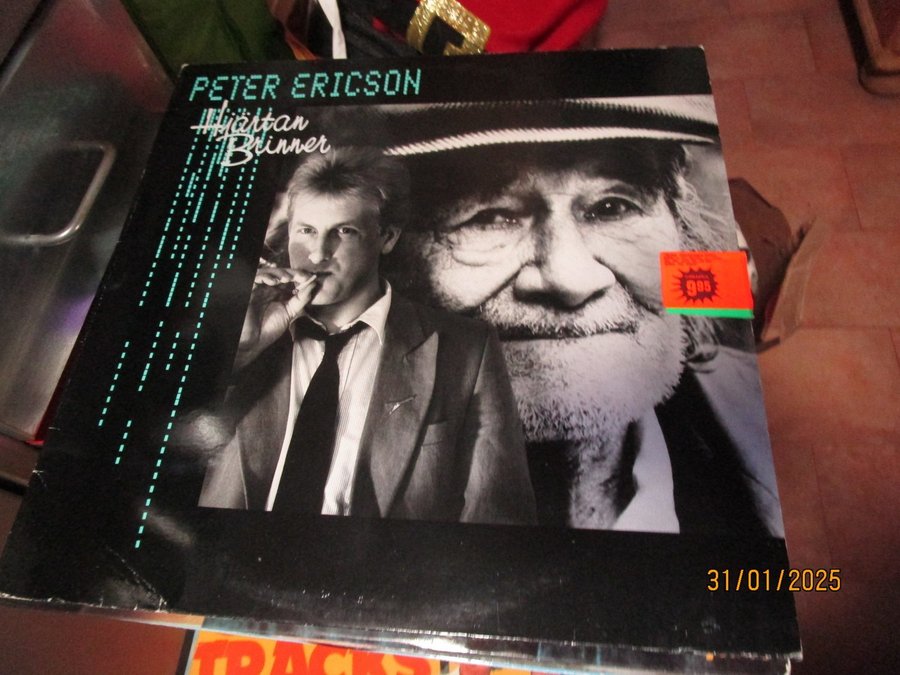 PETER ERICSON
Hjärtan
Brinner
9.95
31/01/2025
TRACKS